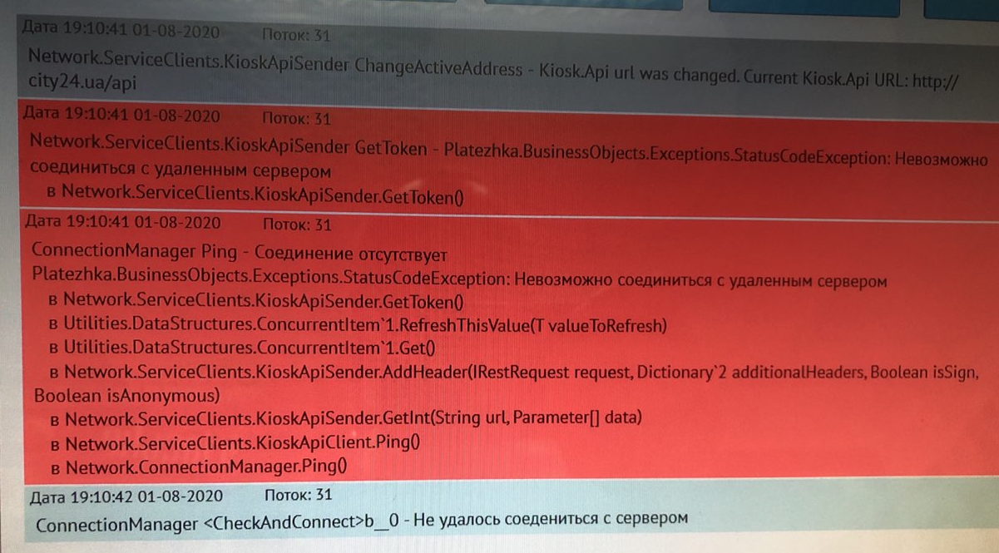 Дата 19:10:41 01-08-2020 Поток: 31
Network.ServiceClients.KioskApiSender ChangeActiveAddress - Kiosk.Api url was changed. Current Kiosk.Api URL: http://
city24.ua/api
Дата 19:10:41 01-08-2020 Поток: 31
Network.ServiceClients.KioskApiSender GetToken - Platezhka.BusinessObjects.Exceptions.StatusCodeException: Невозможно
соединиться с удаленным сервером
в Network.ServiceClients.KioskApiSender.GetToken()
Дата 19:10:41 01-08-2020 Поток: 31
ConnectionManager Ping - Соединение отсутствует
Platezhka.BusinessObjects.Exceptions.StatusCodeException: Невозможно соединиться с удаленным сервером
в Network.ServiceClients.KioskApiSender.GetToken()
в Utilities.DataStructures.ConcurrentItem`1.RefreshThisValue(T valueToRefresh)
в Utilities.DataStructures.ConcurrentItem`1.Get()
в Network.ServiceClients.KioskApiSender.AddHeader(IRestRequest request, Dictionary`2 additionalHeaders, Boolean isSign,
Boolean isAnonymous)
в Network.ServiceClients.KioskApiSender.GetInt(String url, Parameter[] data)
в Network.ServiceClients.KioskApiClient.Ping()
в Network.ConnectionManager.Ping()
Дата 19:10:42 01-08-2020 Поток: 31
ConnectionManager <CheckAndConnect>b__0 - Не удалось соедениться с сервером